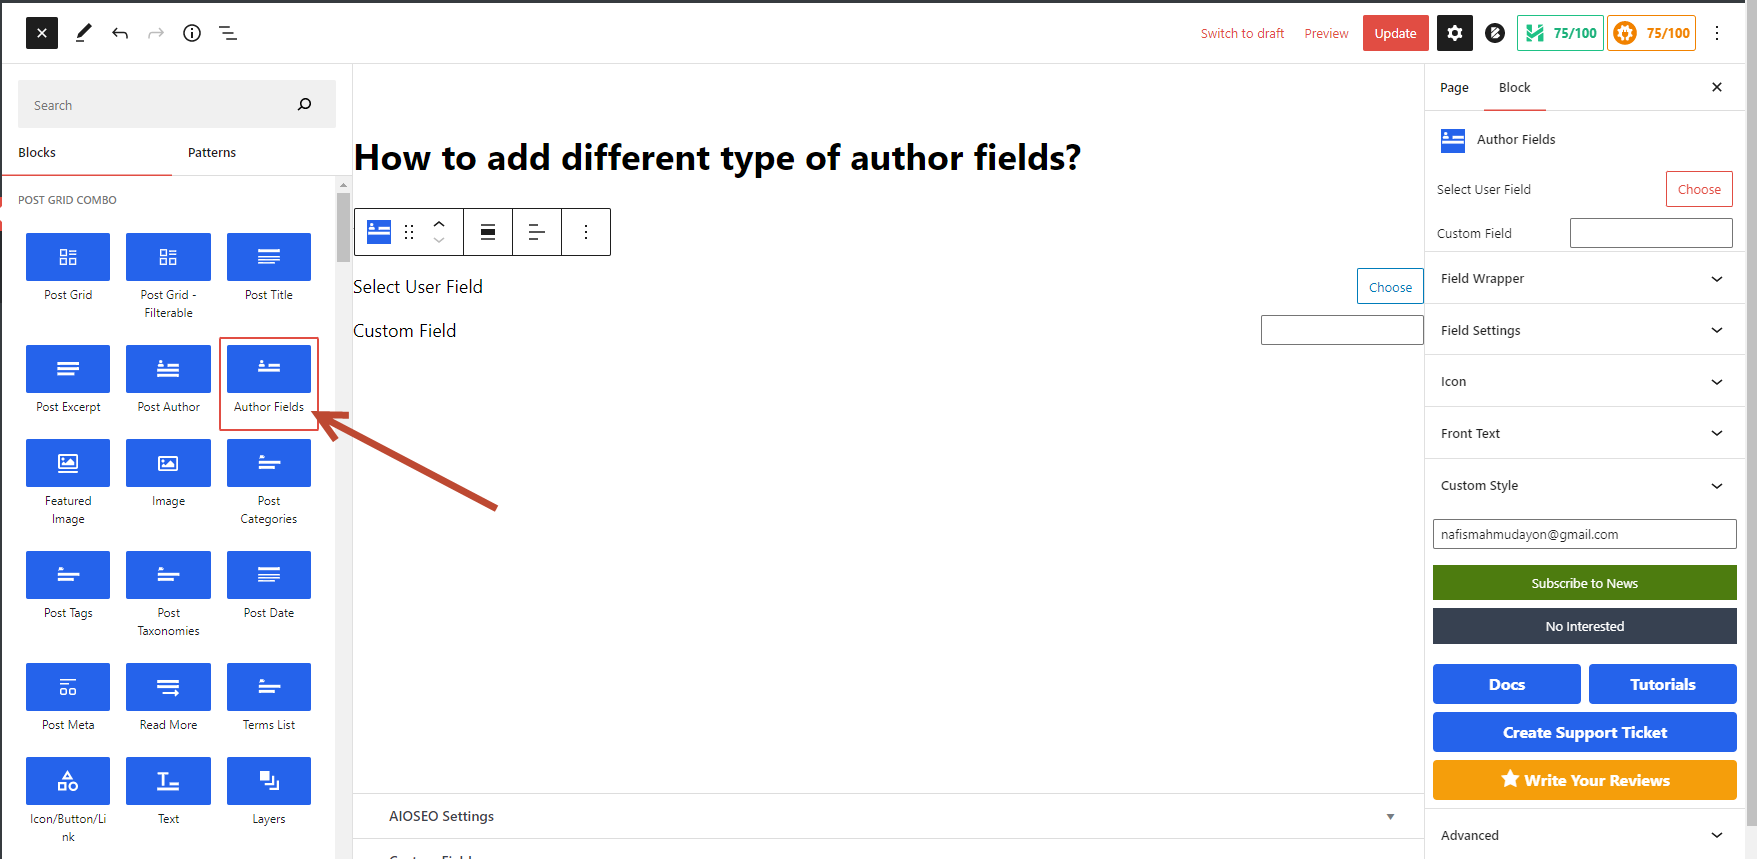 Switch to draft
Preview
Update
75/100
75/100
Search
Blocks
Patterns
POST GRID COMBO
Post Grid
Post Grid -
Filterable
Post Title
Post Excerpt
Post Author
Author Fields
Featured
Image
Image
Post
Categories
Post Tags
Post
Taxonomies
Post Date
Post Meta
Read More
Terms List
Icon/Button/Li
nk
Text
Layers
How to add different type of author fields?
Select User Field
Choose
Custom Field
AIOSEO Settings
Page
Block
Author Fields
Select User Field
Choose
Custom Field
Field Wrapper
Field Settings
Icon
Front Text
Custom Style
nafismahmudayon@gmail.com
Subscribe to News
No Interested
Docs
Tutorials
Create Support Ticket
Write Your Reviews
Advanced